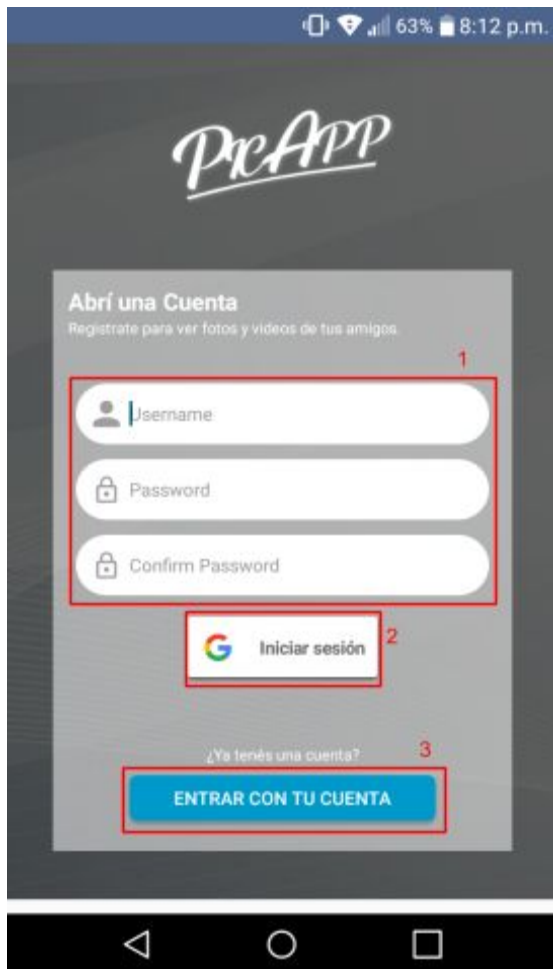 63% 8:12 p.m.
PicApp
Abrí una Cuenta
Registrate para ver fotos y videos de tus amigos.
1
Username
Password
Confirm Password
Iniciar sesión
2
¿Ya tenés una cuenta?
3
ENTRAR CON TU CUENTA